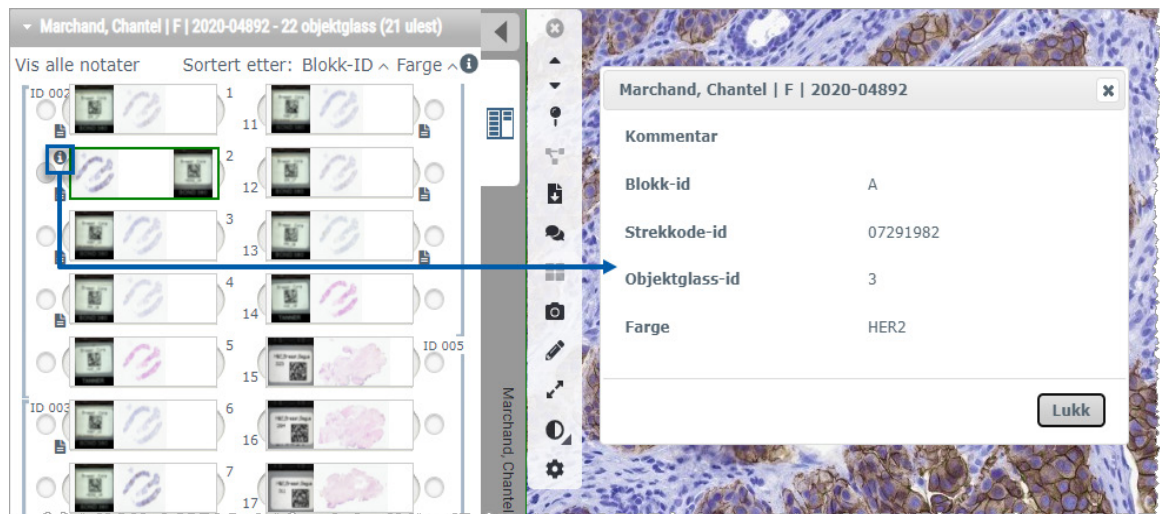 Marchand, Chantel | F | 2020-04892 - 22 objektglass (21 ulest)
Vis alle notater
Sortert etter: Blokk-ID Farge
ID 002
1
11
2
12
3
13
4
14
5
ID 005
15
ID 003
6
16
7
17
Marchand, Chantel
Marchand, Chantel | F | 2020-04892
Kommentar
Blokk-id A
Strekkode-id 07291982
Objektglass-id 3
Farge HER2
Lukk